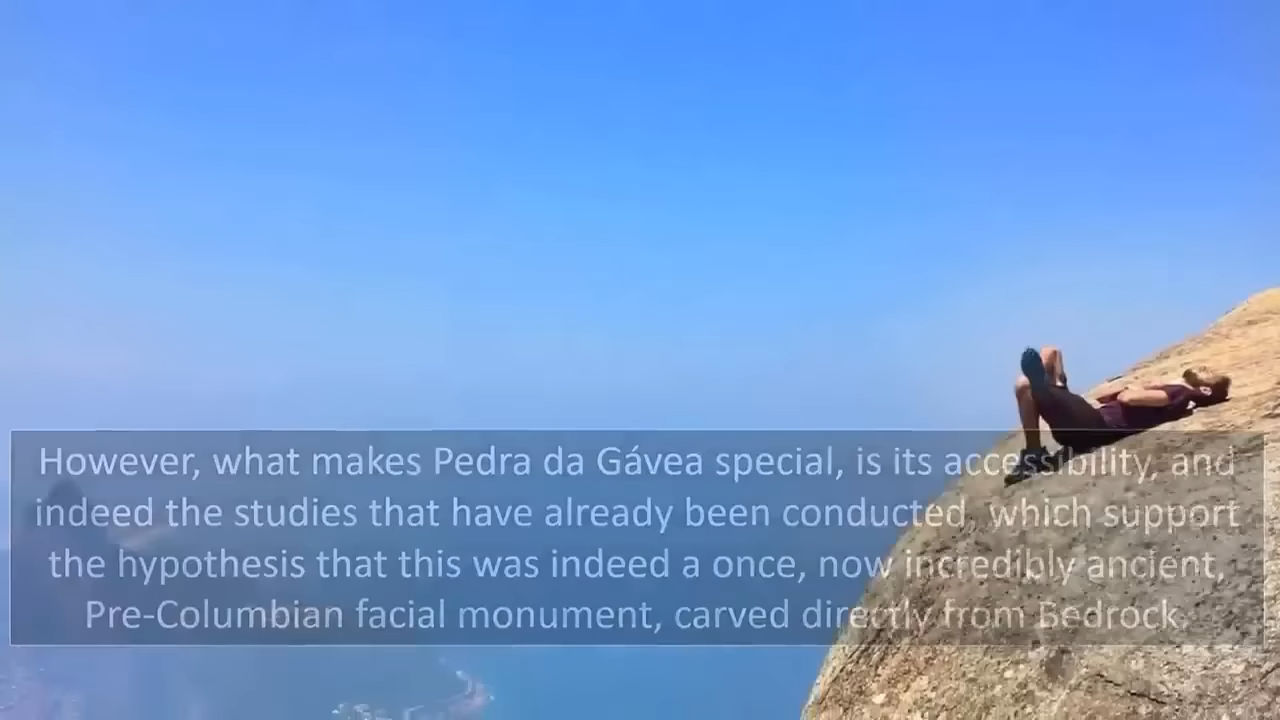 However, what makes Pedra da Gávea special, is its accessibility, and
indeed the studies that have already been conducted, which support
the hypothesis that this was indeed a once, now incredibly ancient,
Pre-Columbian facial monument, carved directly from Bedrock.